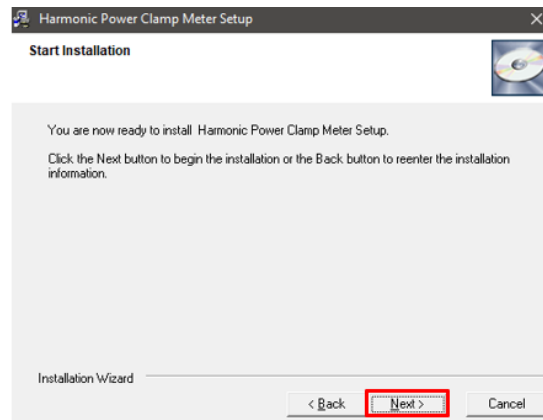 Harmonic Power Clamp Meter Setup
Start Installation
You are now ready to install Harmonic Power Clamp Meter Setup.
Click the Next button to begin the installation or the Back button to reenter the installation
information.
Installation Wizard
< Back Next > Cancel